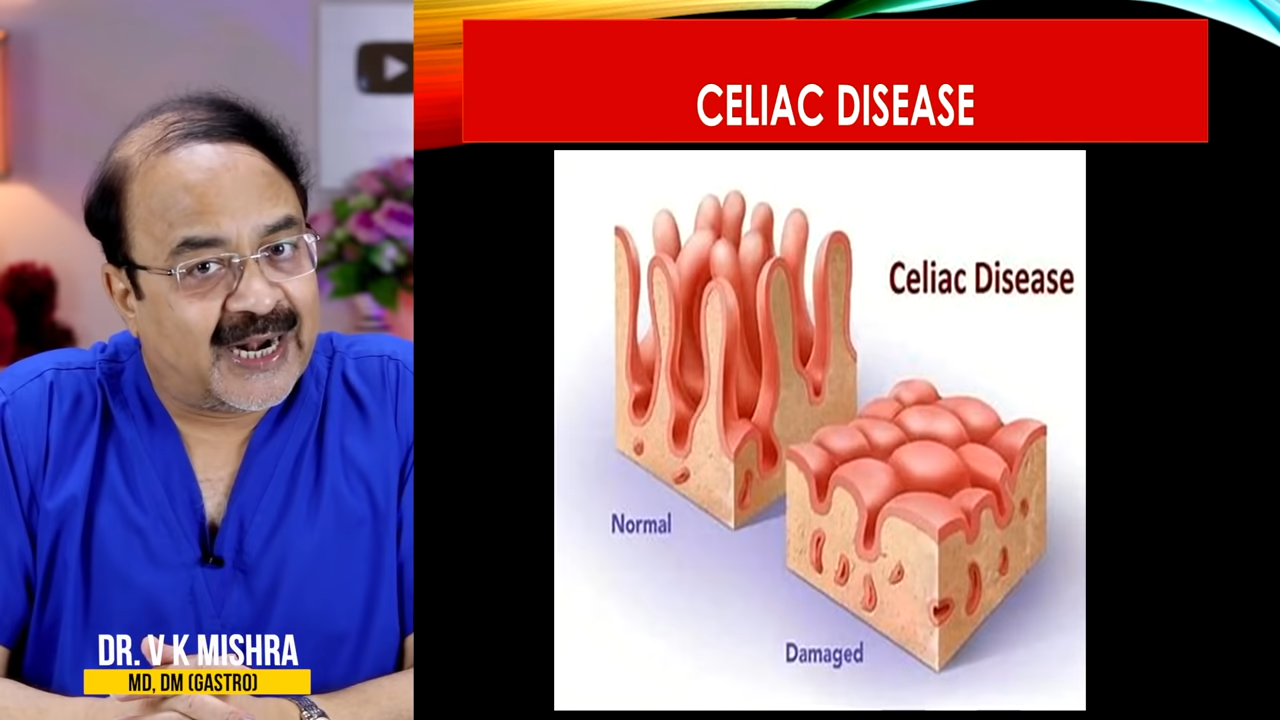 CELIAC DISEASE
Celiac Disease
Normal
Damaged
DR. V K MISHRA
MD, DM (GASTRO)